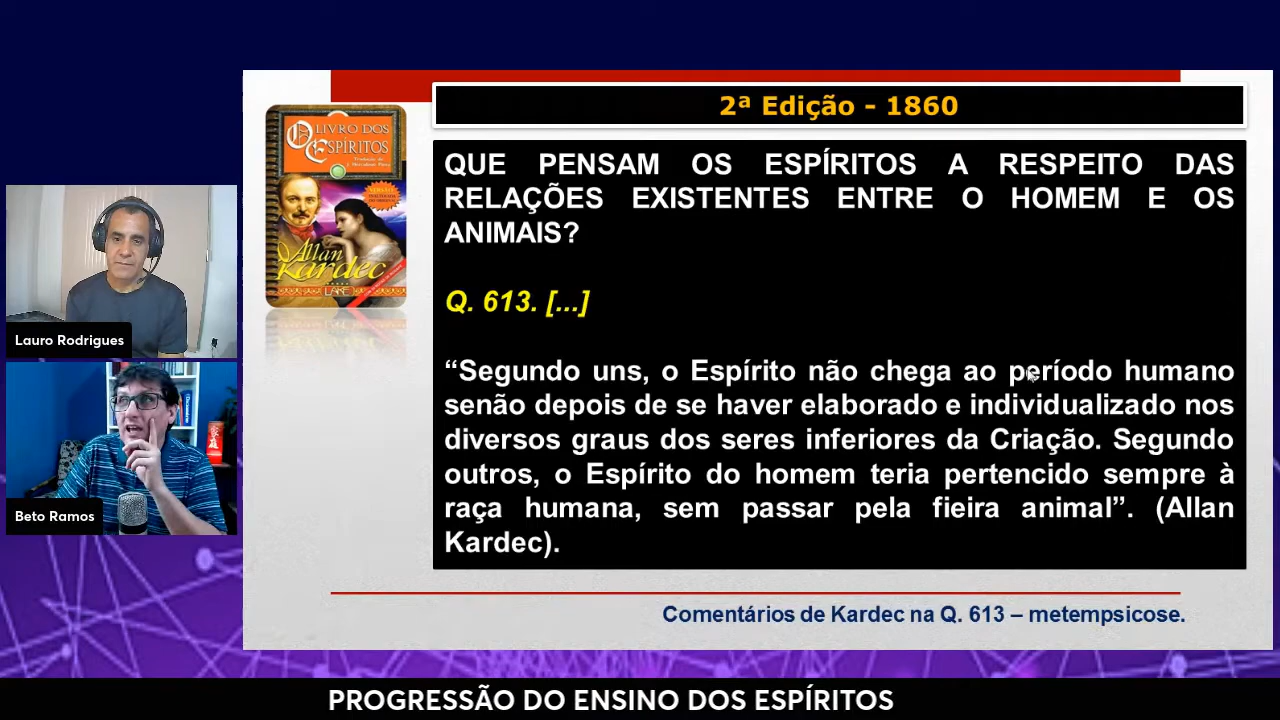 2ª Edição - 1860
O LIVRO DOS
ESPÍRITOS
Allan
Kardec
LAKE
QUE PENSAM OS ESPÍRITOS A RESPEITO DAS
RELAÇÕES EXISTENTES ENTRE O HOMEM E OS
ANIMAIS?
Q. 613. [...]
“Segundo uns, o Espírito não chega ao período humano
senão depois de se haver elaborado e individualizado nos
diversos graus dos seres inferiores da Criação. Segundo
outros, o Espírito do homem teria pertencido sempre à
raça humana, sem passar pela fieira animal”. (Allan
Kardec).
Comentários de Kardec na Q. 613 – metempsicose.
Lauro Rodrigues
Beto Ramos
PROGRESSÃO DO ENSINO DOS ESPÍRITOS